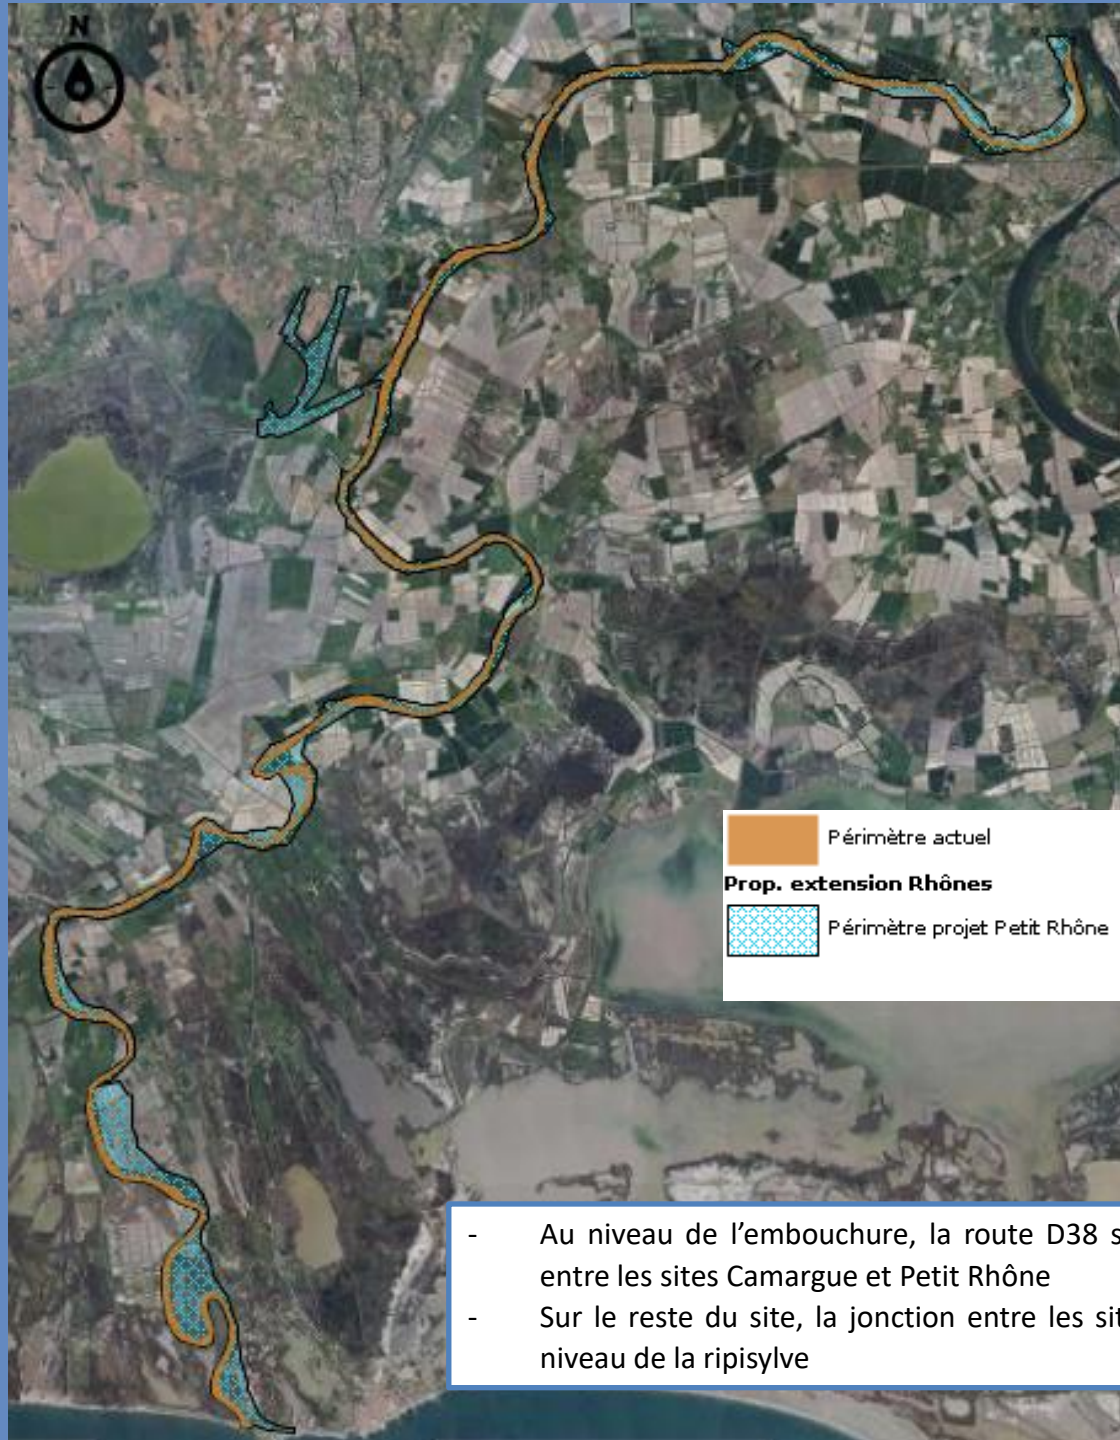 N
Périmètre actuel
Prop. extension Rhônes
Périmètre projet Petit Rhône
- Au niveau de l’embouchure, la route D38 s
entre les sites Camargue et Petit Rhône
- Sur le reste du site, la jonction entre les sit
niveau de la ripisylve